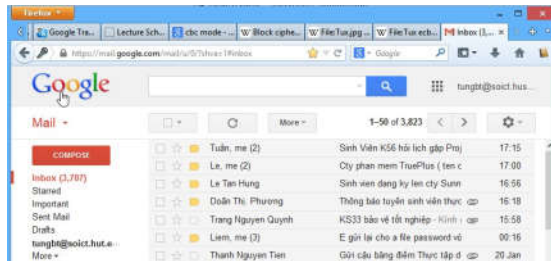 Firefox
Google Tra... Lecture Sch... cbc mode -... Block ciphe... File Tux.jpg ... File Tux ecb... Inbox (3,...
https://mail.google.com/mail/u/0/?shva=1#inbox Google
Google tungbt@soict.hus...
Mail More 1–50 of 3,823
COMPOSE
Inbox (3,707)
Starred
Important
Sent Mail
Drafts
tungbt@soict.hut.e
More
Tuấn, me (2) Sinh Viên K56 hỏi lịch gặp Proj 17:15
Le, me (2) Cty phan mem TruePlus ( ten c 17:00
Le Tan Hung Sinh vien dang ky len cty Sunn 16:56
Doãn Thị. Phương Thông báo tuyển sinh viên thực 16:18
Trang Nguyen Quynh KS33 bảo vệ tốt nghiệp - Kính 15:58
Liem, me (3) E gửi lại cho a file password vớ 00:16
Thanh Nguyen Tien Gửi cậu bảng điểm Thực tập d 20 Jan